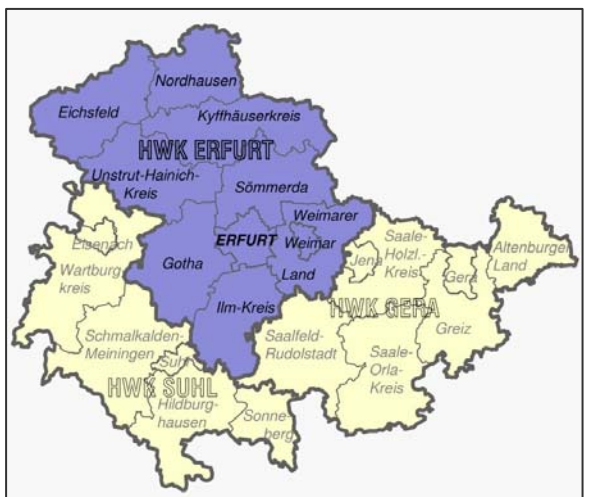 Nordhausen
Eichsfeld
Kyffhäuserkreis
HWK ERFURT
Unstrut-Hainich-
Kreis
Sömmerda
Weimarer
ERFURT
Weimar
Land
Gotha
Ilm-Kreis
Eisenach
Wartburg
kreis
Schmalkalden-
Meiningen
Suhl
HWK SUHL
Hildburg-
hausen
Sonne-
berg
Saale-
Holzl.-
Kreis
Jena
Gera
Altenburger
Land
HWK GERA
Greiz
Saalfeld-
Rudolstadt
Saale-
Orla-
Kreis